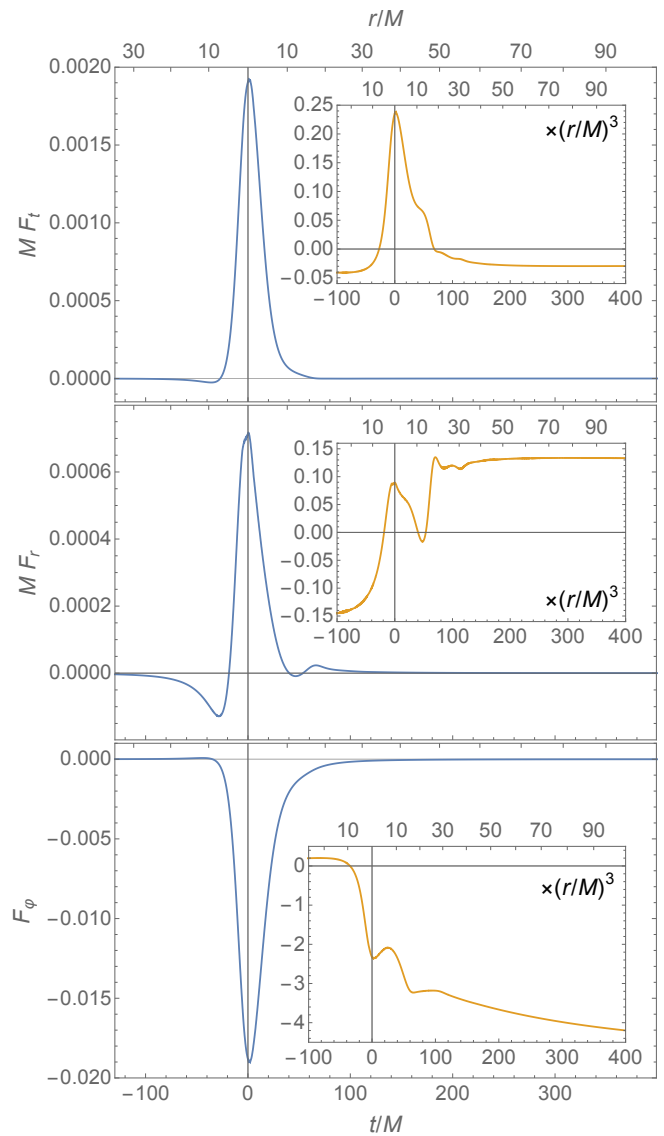 r/M
30 10 10 30 50 70 90
0.0020
0.0015
0.0010
0.0005
0.0000
M F_t
10 10 30 50 70 90
0.25
0.20
0.15
0.10
0.05
0.00
−0.05
×(r/M)^3
−100 0 100 200 300 400
0.0006
0.0004
0.0002
0.0000
M F_r
10 10 30 50 70 90
0.15
0.10
0.05
0.00
−0.05
−0.10
−0.15
×(r/M)^3
−100 0 100 200 300 400
0.000
−0.005
−0.010
−0.015
−0.020
F_φ
10 10 30 50 70 90
0
−1
−2
−3
−4
×(r/M)^3
−100 0 100 200 300 400
−100 0 100 200 300
t/M